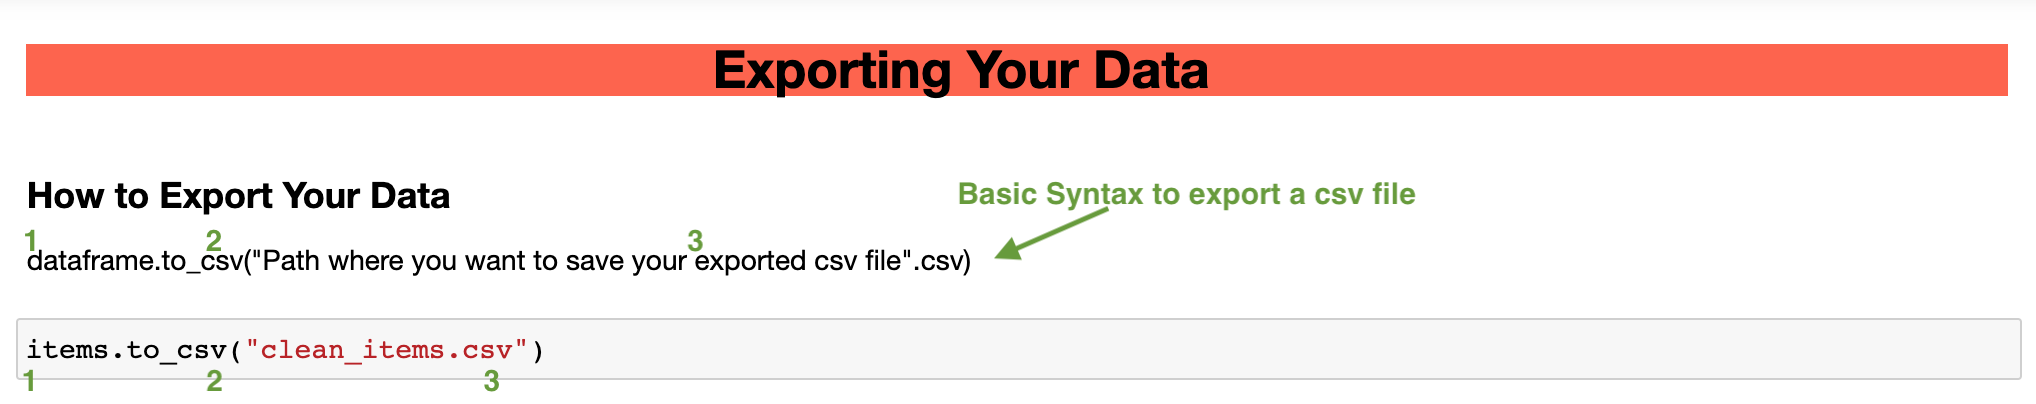 Exporting Your Data
How to Export Your Data
Basic Syntax to export a csv file
1 2 3
dataframe.to_csv("Path where you want to save your exported csv file".csv)
items.to_csv("clean_items.csv")
1 2 3